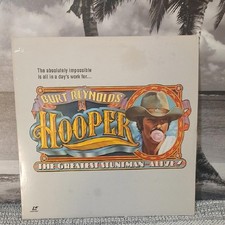 The absolutely impossible
is all in a day's work for...
BURT REYNOLDS
HOOPER
THE GREATEST STUNTMAN ALIVE!